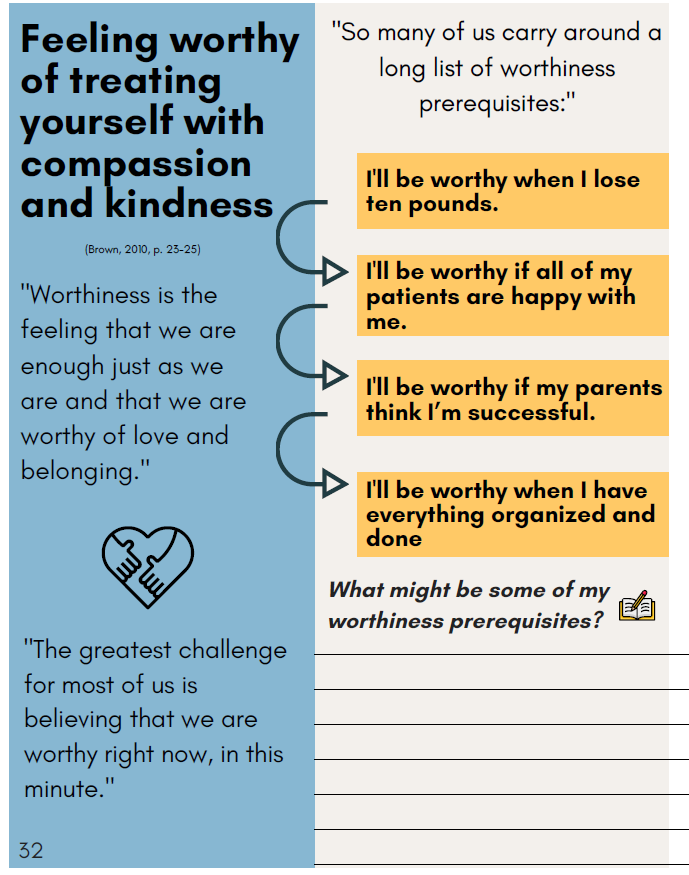 Feeling worthy
of treating
yourself with
compassion
and kindness
(Brown, 2010, p. 23-25)
"Worthiness is the
feeling that we are
enough just as we
are and that we are
worthy of love and
belonging."
"The greatest challenge
for most of us is
believing that we are
worthy right now, in this
minute."
32
"So many of us carry around a
long list of worthiness
prerequisites:"
I'll be worthy when I lose
ten pounds.
I'll be worthy if all of my
patients are happy with
me.
I'll be worthy if my parents
think I’m successful.
I'll be worthy when I have
everything organized and
done
What might be some of my
worthiness prerequisites?